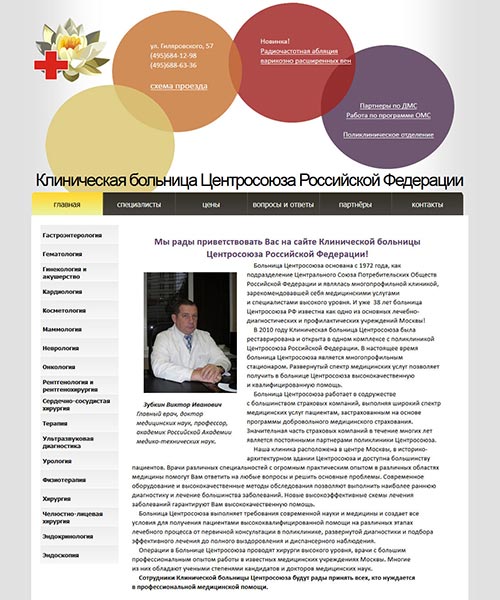 ул. Гиляровского, 57
(495)684-12-98
(495)688-63-36
схема проезда
Новинка!
Радиочастотная абляция
варикозно расширенных вен
Партнеры по ДМС
Работа по программе ОМС
Поликлиническое отделение
Клиническая больница Центросоюза Российской Федерации
главная
специалисты
цены
вопросы и ответы
партнёры
контакты
Гастроэнтерология
Гематология
Гинекология и
акушерство
Кардиология
Косметология
Маммология
Неврология
Онкология
Рентгенология и
рентгенохирургия
Сердечно-сосудистая
хирургия
Терапия
Ультразвуковая
диагностика
Урология
Физиотерапия
Хирургия
Челюстно-лицевая
хирургия
Эндокринология
Эндоскопия
Мы рады приветствовать Вас на сайте Клинической больницы
Центросоюза Российской Федерации!
Больница Центросоюза основана с 1972 года, как
подразделение Центрального Союза Потребительских Обществ
Российской Федерации и являлась многопрофильной клиникой,
зарекомендовавшей себя медицинскими услугами
и специалистами высокого уровня. И уже 38 лет больница
Центросоюза РФ известна как одно из основных лечебно-
диагностических и профилактических учреждений Москвы!
В 2010 году Клиническая больница Центросоюза была
реставрирована и открыта в одном комплексе с поликлиникой
Центросоюза Российской Федерации. В настоящее время
больница Центросоюза является многопрофильным
стационаром. Развернутый спектр медицинских услуг позволяет
получить в больнице Центросоюза высококачественную
и квалифицированную помощь.
Больница Центросоюза работает в содружестве
с большинством страховых компаний, выполняя широкий спектр
медицинских услуг пациентам, застрахованным на основе
программы добровольного медицинского страхования.
Значительная часть страховых компаний в течение многих лет
является постоянными партнерами поликлиники Центросоюза.
Наша клиника расположена в центре Москвы, в историко-
архитектурном здании Центросоюза и доступна большинству
пациентов. Врачи различных специальностей с огромным практическим опытом в различных областях
медицины помогут Вам ответить на любые вопросы и решить основные проблемы. Современное
оборудование и высококачественные методы обследования позволяют выполнить наиболее раннюю
диагностику и лечение большинства заболеваний. Новые высокоэффективные схемы лечения
заболеваний гарантируют Вам высококачественную помощь.
Больница Центросоюза выполняет требования современной науки и медицины и создает все
условия для получения пациентами высококвалифицированной помощи на различных этапах
лечебного процесса от первичной консультации в поликлинике, развернутой диагностики и подбора
эффективного лечения до полного выздоровления и диспансерного наблюдения.
Операции в Больнице Центросоюза проводят хирурги высокого уровня, врачи с большим
профессиональным опытом работы в известных медицинских учреждениях Москвы. Многие
из них обладают учеными степенями кандидатов и докторов медицинских наук.
Сотрудники Клинической больницы Центросоюза будут рады принять всех, кто нуждается
в профессиональной медицинской помощи.
Зубкин Виктор Иванович
Главный врач, доктор
медицинских наук, профессор,
академик Российской Академии
медико-технических наук.